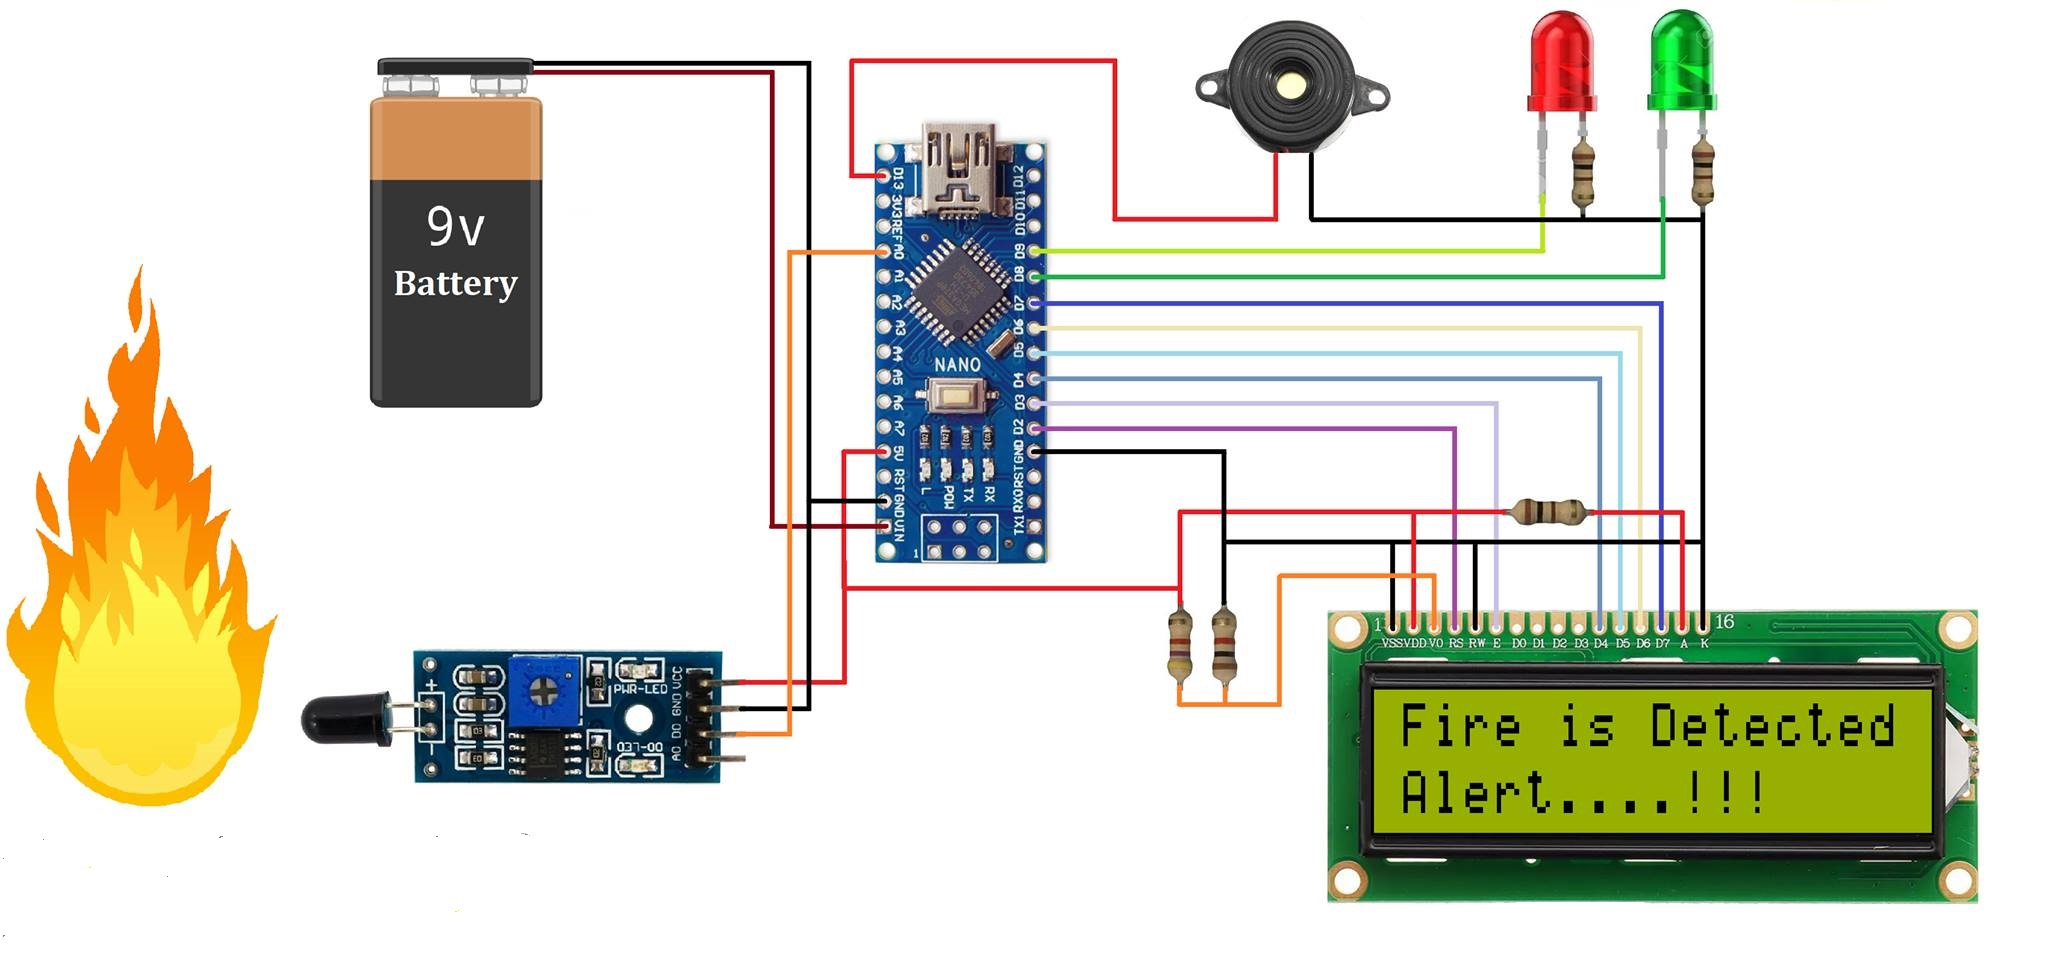 9v
Battery
D13
3V3
REF
A0
A1
A2
A3
A4
A5
A6
A7
5V
RST
GND
VIN
NANO
L
POW
TX
RX
1
D12
D11
D10
D9
D8
D7
D6
D5
D4
D3
D2
GND
RST
RX0
TX1
+
-
PWR-LED
DO-LED
VCC
GND
DO
AO
1
16
VSS VDD V0 RS RW E D0 D1 D2 D3 D4 D5 D6 D7 A K
Fire is Detected
Alert....!!!